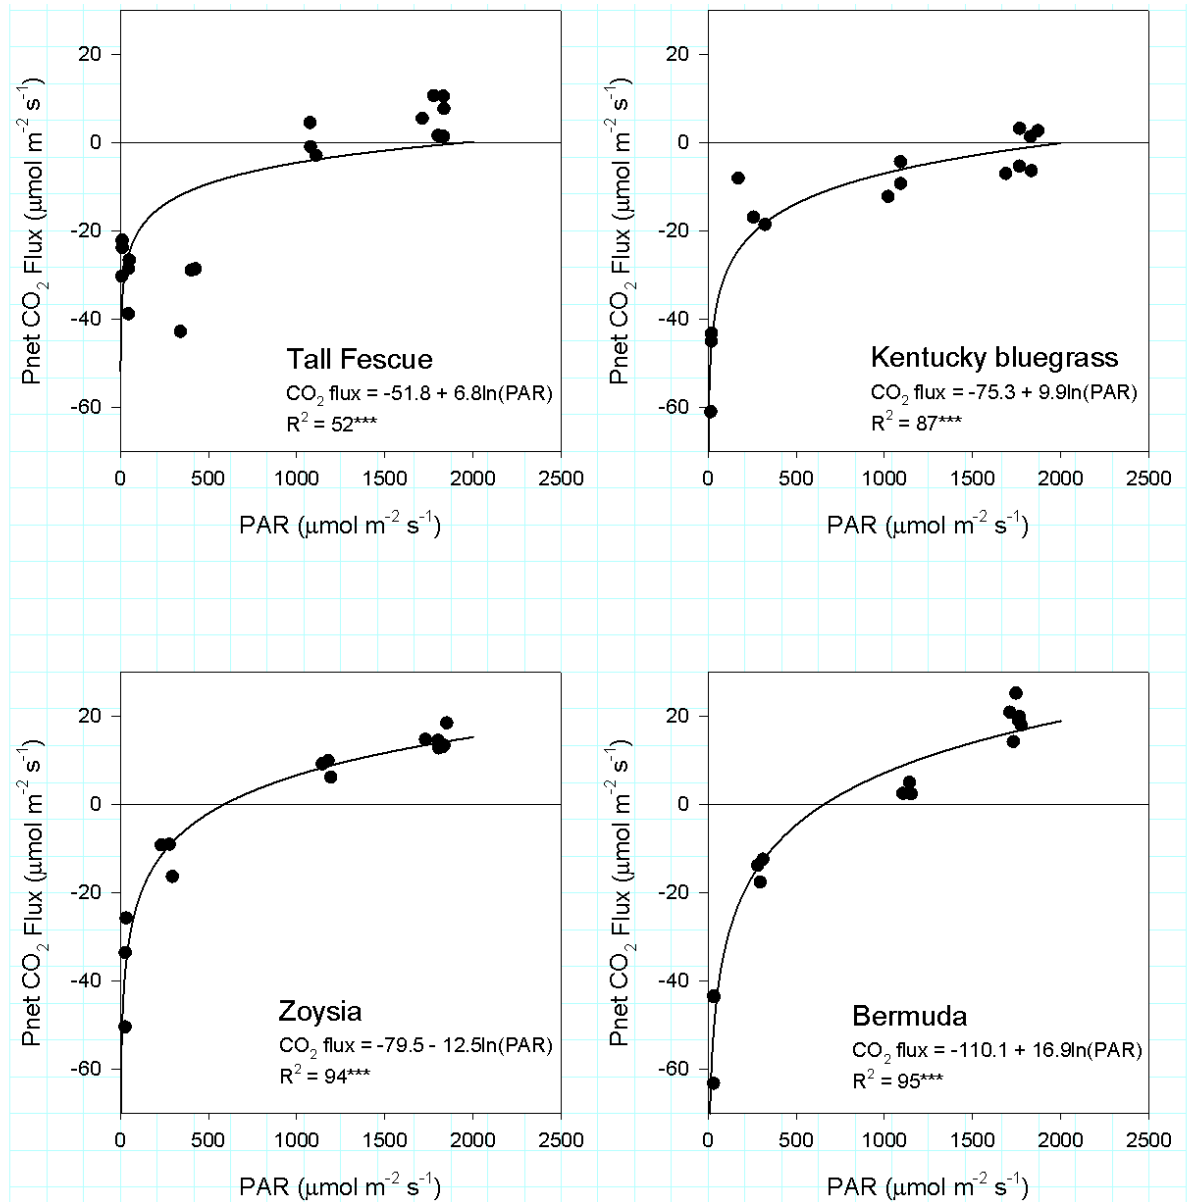 20
0
-20
-40
-60
Pnet CO₂ Flux (μmol m⁻² s⁻¹)
Tall Fescue
CO₂ flux = -51.8 + 6.8ln(PAR)
R² = 52***
0 500 1000 1500 2000 2500
PAR (μmol m⁻² s⁻¹)
20
0
-20
-40
-60
Pnet CO₂ Flux (μmol m⁻² s⁻¹)
Kentucky bluegrass
CO₂ flux = -75.3 + 9.9ln(PAR)
R² = 87***
0 500 1000 1500 2000 2500
PAR (μmol m⁻² s⁻¹)
20
0
-20
-40
-60
Pnet CO₂ Flux (μmol m⁻² s⁻¹)
Zoysia
CO₂ flux = -79.5 - 12.5ln(PAR)
R² = 94***
0 500 1000 1500 2000 2500
PAR (μmol m⁻² s⁻¹)
20
0
-20
-40
-60
Pnet CO₂ Flux (μmol m⁻² s⁻¹)
Bermuda
CO₂ flux = -110.1 + 16.9ln(PAR)
R² = 95***
0 500 1000 1500 2000 2500
PAR (μmol m⁻² s⁻¹)